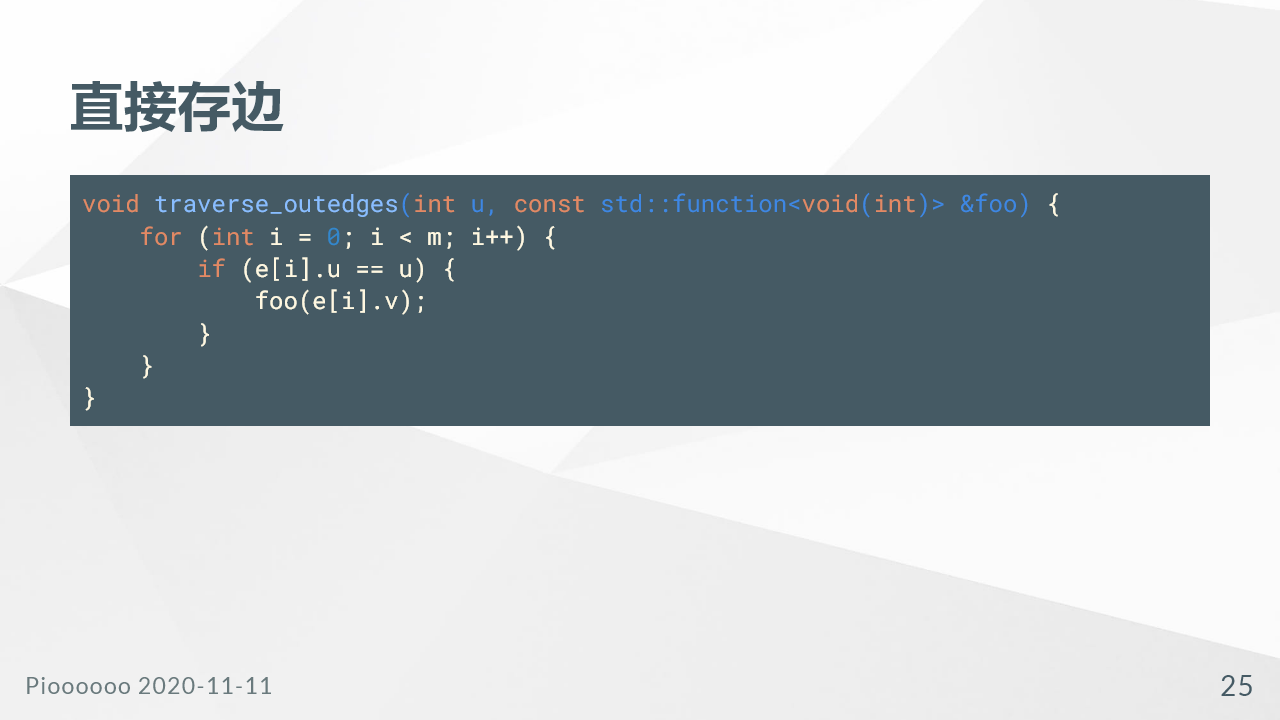 直接存边
void traverse_outedges(int u, const std::function<void(int)> &foo) {
    for (int i = 0; i < m; i++) {
        if (e[i].u == u) {
            foo(e[i].v);
        }
    }
}
Pioooooo 2020-11-11
25